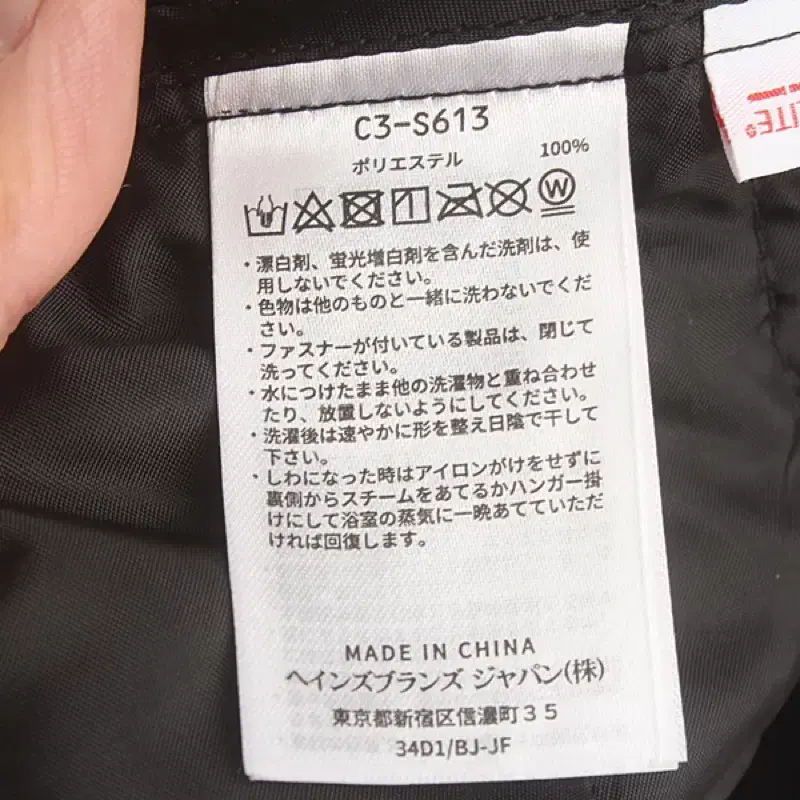 C3-S613
ポリエステル 100%
W
・漂白剤、蛍光増白剤を含んだ洗剤は、使
用しないでください。
・色物は他のものと一緒に洗わないでくだ
さい。
・ファスナーが付いている製品は、閉じて
洗ってください。
・水につけたまま他の洗濯物と重ね合わせ
たり、放置しないようにしてください。
・洗濯後は速やかに形を整え日陰で干して
下さい。
・しわになった時はアイロンがけをせずに
裏側からスチームをあてるかハンガー掛
けにして浴室の蒸気に一晩あてていただ
ければ回復します。
MADE IN CHINA
ヘインズブランズ ジャパン(株)
東京都新宿区信濃町35
34D1/BJ-JF
ITE